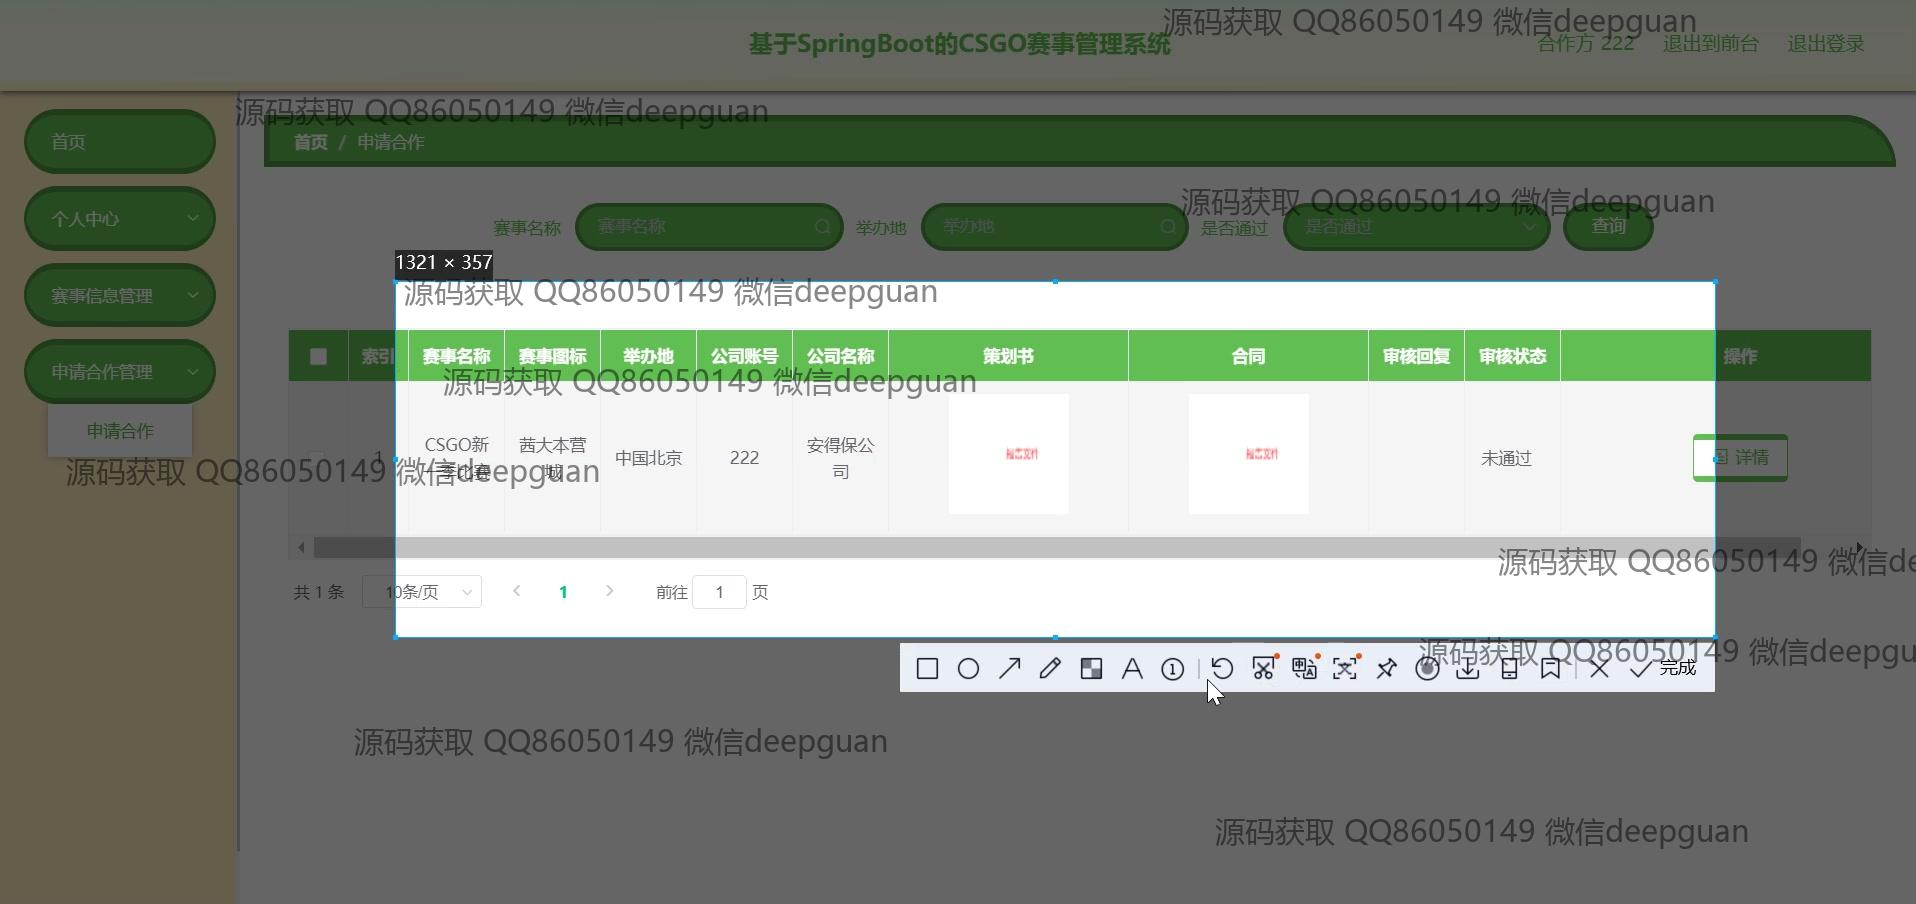 源码获取 QQ86050149 微信deepguan
基于SpringBoot的CSGO赛事管理系统
合作方 222 退出到前台 退出登录
源码获取 QQ86050149 微信deepguan
首页
首页 / 申请合作
源码获取 QQ86050149 微信deepguan
个人中心
赛事名称 赛事名称 举办地 举办地 是否通过 是否通过 查询
1321 × 357
源码获取 QQ86050149 微信deepguan
赛事信息管理
索引 赛事名称 赛事图标 举办地 公司账号 公司名称 策划书 合同 审核回复 审核状态 操作
申请合作管理
源码获取 QQ86050149 微信deepguan
申请合作
1 CSGO新一季比赛 茜大本营城 中国北京 222 安得保公司 报告文件 报告文件 未通过 详情
源码获取 QQ86050149 微信deepguan
源码获取 QQ86050149 微信de
共 1 条 10条/页 1 前往 1 页
源码获取 QQ86050149 微信deepgu
完成
源码获取 QQ86050149 微信deepguan
源码获取 QQ86050149 微信deepguan